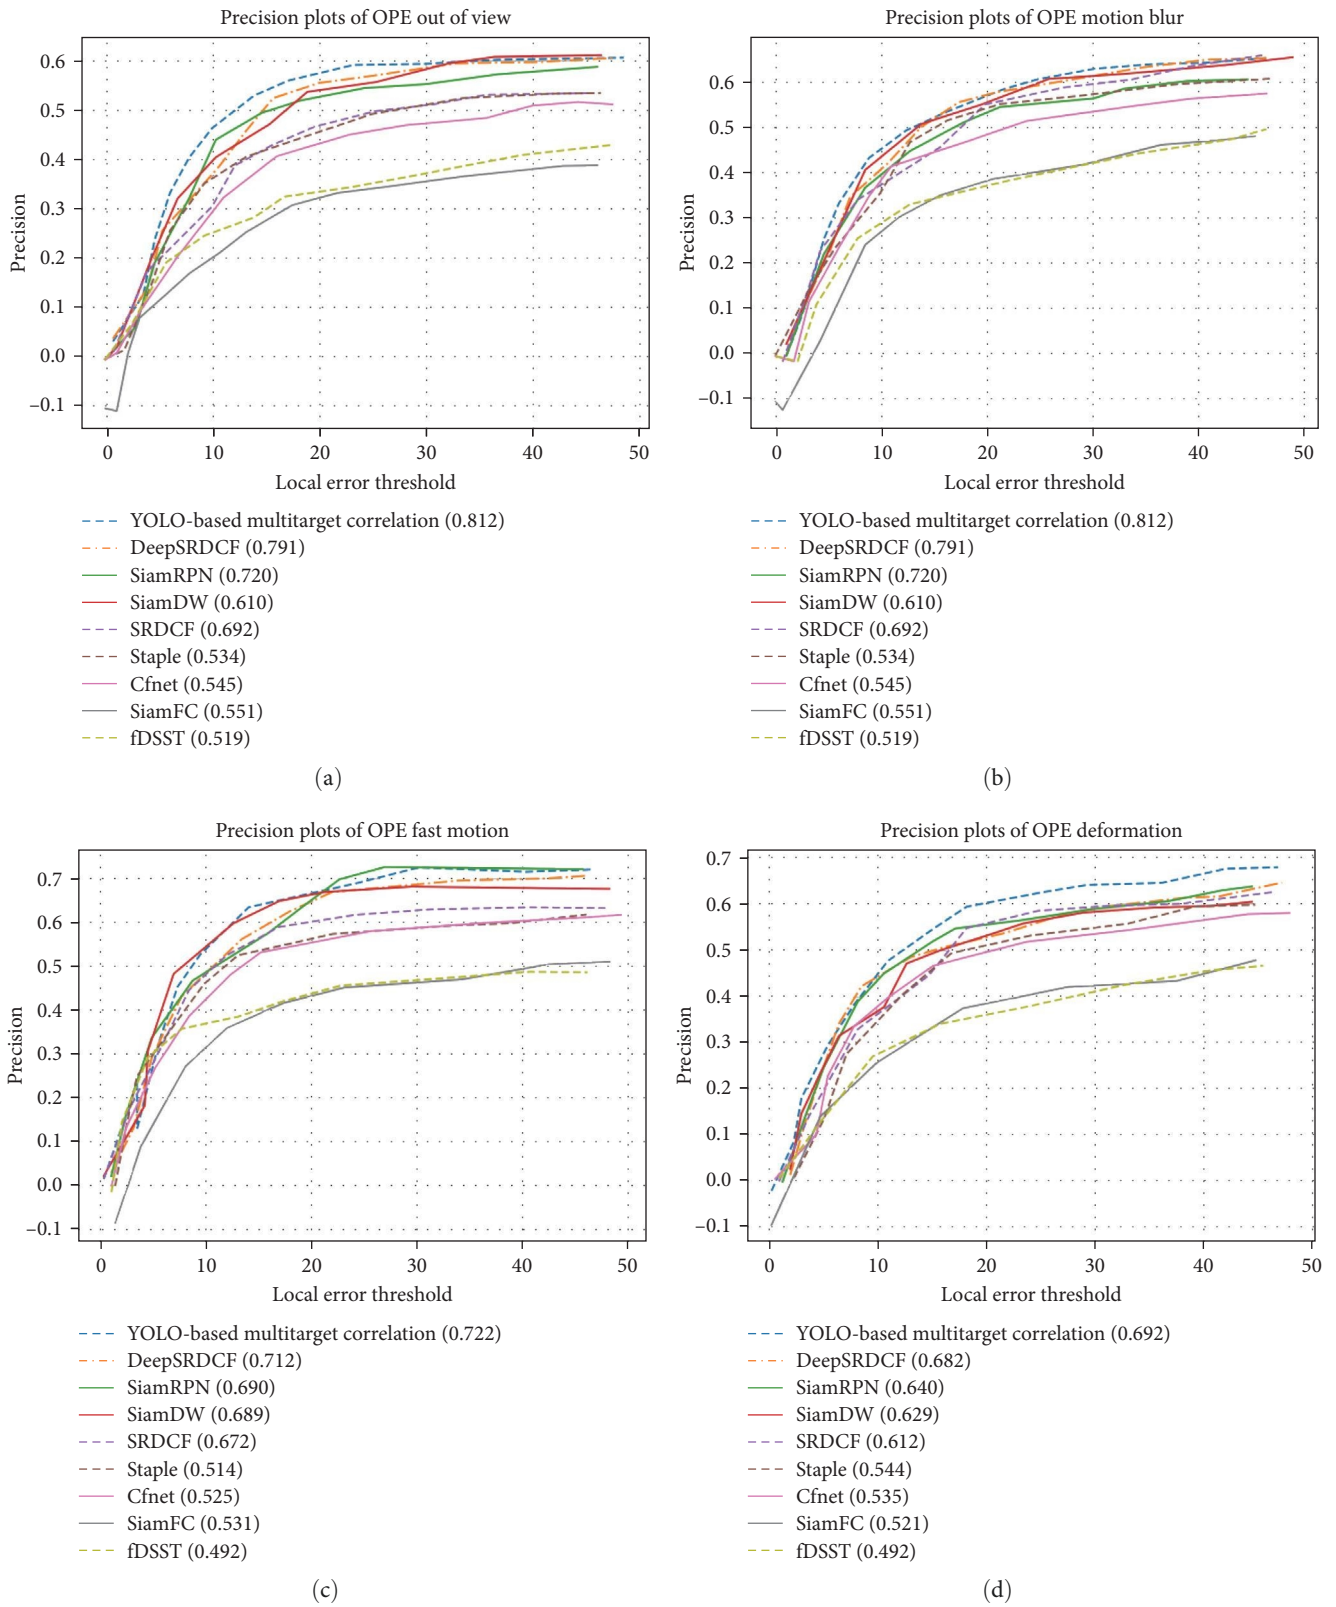 Precision plots of OPE out of view
Precision
0.6
0.5
0.4
0.3
0.2
0.1
0.0
–0.1
0 10 20 30 40 50
Local error threshold
YOLO-based multitarget correlation (0.812)
DeepSRDCF (0.791)
SiamRPN (0.720)
SiamDW (0.610)
SRDCF (0.692)
Staple (0.534)
Cfnet (0.545)
SiamFC (0.551)
fDSST (0.519)
(a)
Precision plots of OPE motion blur
Precision
0.6
0.5
0.4
0.3
0.2
0.1
0.0
–0.1
0 10 20 30 40 50
Local error threshold
YOLO-based multitarget correlation (0.812)
DeepSRDCF (0.791)
SiamRPN (0.720)
SiamDW (0.610)
SRDCF (0.692)
Staple (0.534)
Cfnet (0.545)
SiamFC (0.551)
fDSST (0.519)
(b)
Precision plots of OPE fast motion
Precision
0.7
0.6
0.5
0.4
0.3
0.2
0.1
0.0
–0.1
0 10 20 30 40 50
Local error threshold
YOLO-based multitarget correlation (0.722)
DeepSRDCF (0.712)
SiamRPN (0.690)
SiamDW (0.689)
SRDCF (0.672)
Staple (0.514)
Cfnet (0.525)
SiamFC (0.531)
fDSST (0.492)
(c)
Precision plots of OPE deformation
Precision
0.7
0.6
0.5
0.4
0.3
0.2
0.1
0.0
–0.1
0 10 20 30 40 50
Local error threshold
YOLO-based multitarget correlation (0.692)
DeepSRDCF (0.682)
SiamRPN (0.640)
SiamDW (0.629)
SRDCF (0.612)
Staple (0.544)
Cfnet (0.535)
SiamFC (0.521)
fDSST (0.492)
(d)